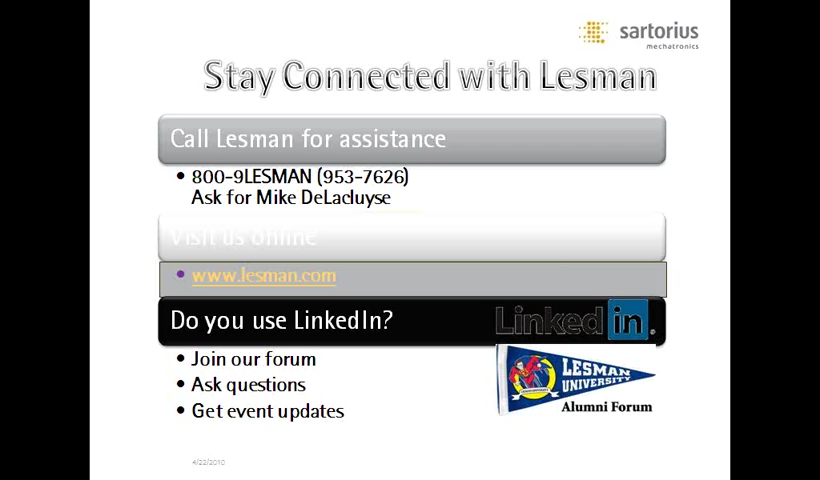 sartorius
mechatronics
Stay Connected with Lesman
Call Lesman for assistance
• 800-9LESMAN (953-7626)
Ask for Mike DeLacluyse
Visit us online
• www.lesman.com
Do you use LinkedIn?
Linked in
• Join our forum
• Ask questions
• Get event updates
LESMAN
UNIVERSITY
Alumni Forum
4/22/2010